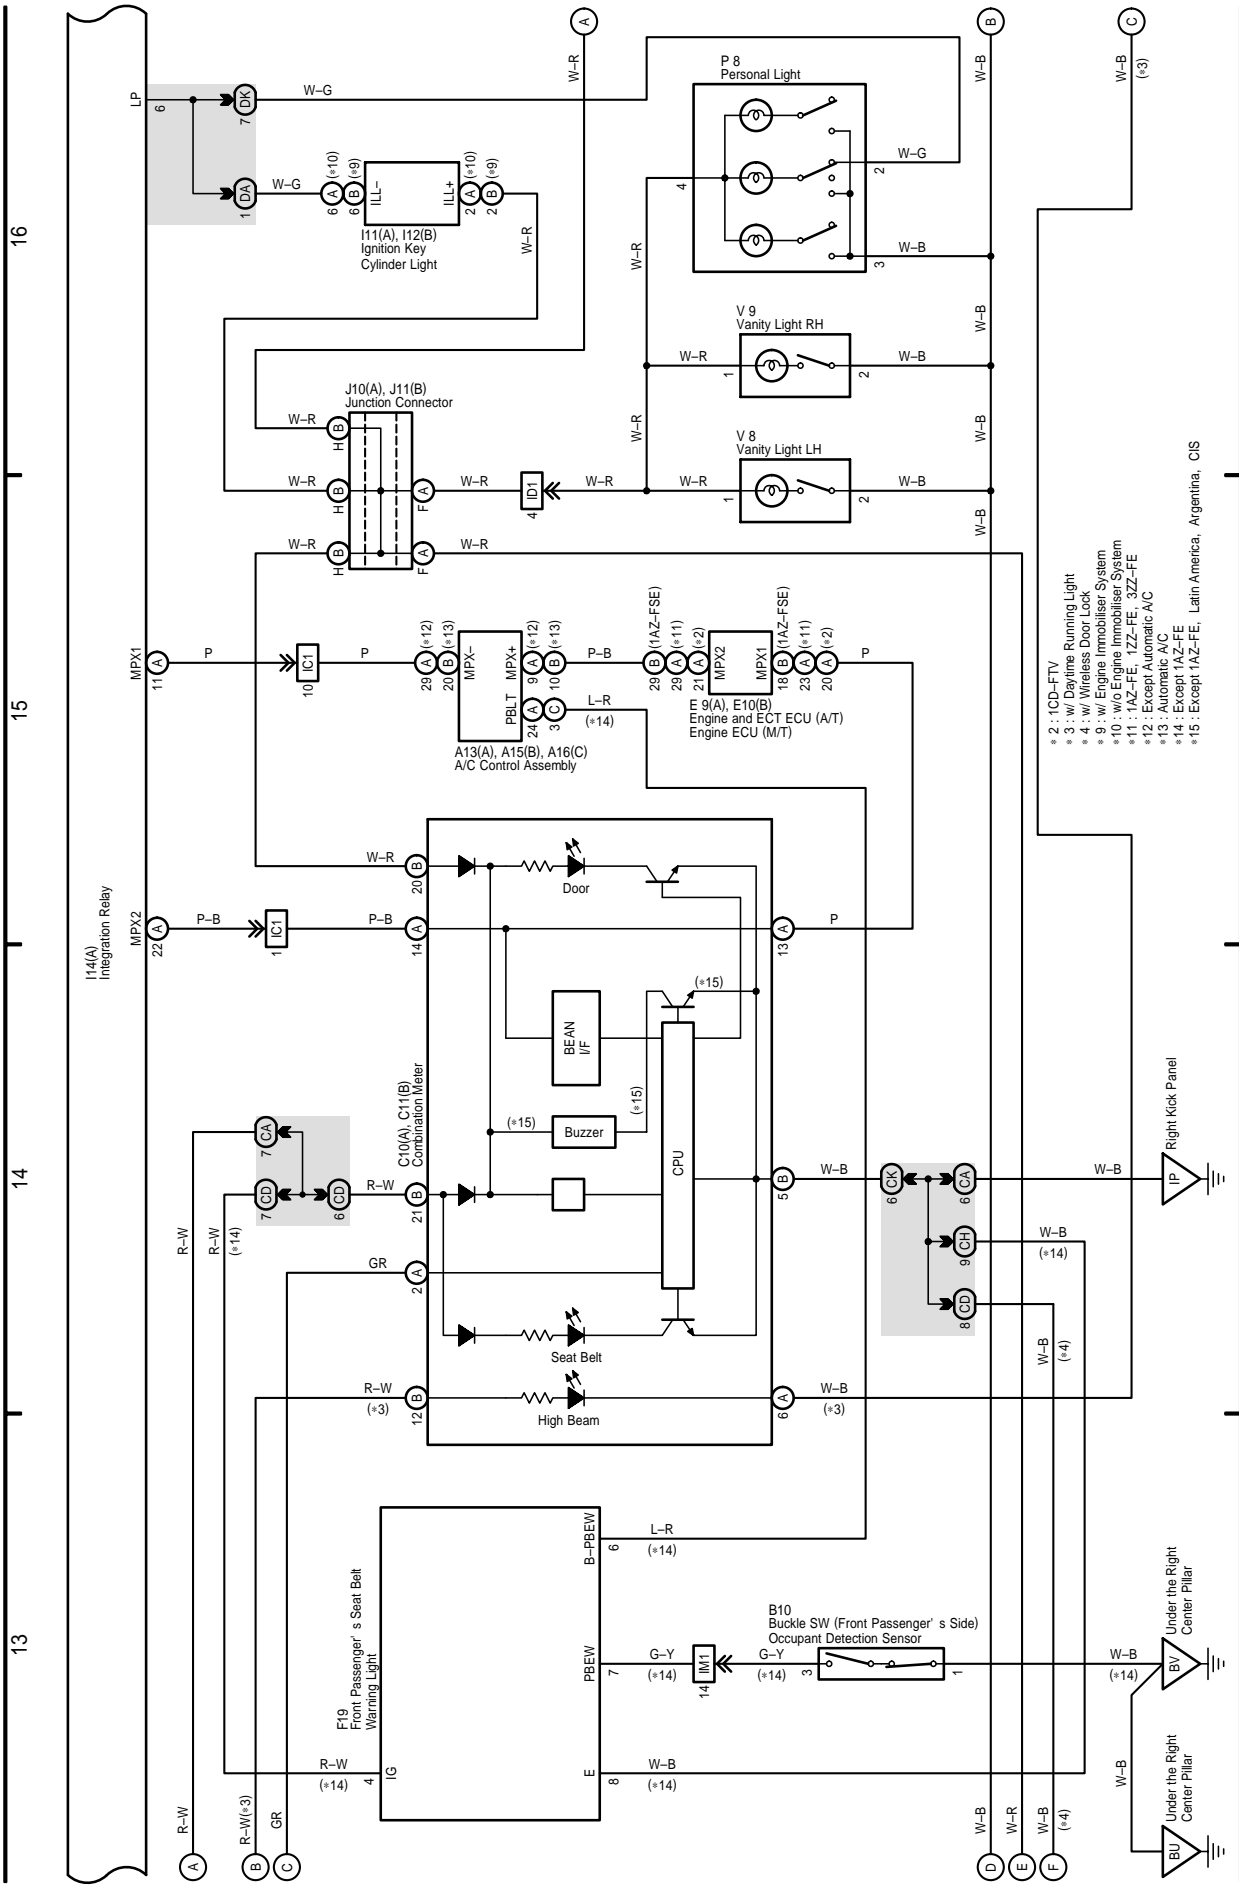 16
15
14
13
A
B
C
W–R
W–B
W–B
(∗3)
I14(A)
Integration Relay
LP
6
7
DK
W–G
1
DA
W–G
6
A
(∗10)
6
B
(∗9)
ILL–
ILL+
2
A
(∗10)
2
B
(∗9)
I11(A), I12(B)
Ignition Key
Cylinder Light
W–R
P 8
Personal Light
4
2
W–G
3
W–B
W–R
V 9
Vanity Light RH
W–R
1
2
W–B
W–B
W–R
V 8
Vanity Light LH
W–R
1
2
W–B
W–B
W–B
J10(A), J11(B)
Junction Connector
W–R
H
B
W–R
H
B
F
A
W–R
4
ID1
W–R
W–R
H
B
F
A
W–R
MPX1
11
A
P
10
IC1
P
29
A
(∗12)
20
B
(∗13)
MPX–
MPX+
9
A
(∗12)
10
B
(∗13)
P–B
PBLT
24
A
3
C
L–R
(∗14)
A13(A), A15(B), A16(C)
A/C Control Assembly
29
B
(1AZ–FSE)
29
A
(∗11)
21
A
(∗2)
MPX2
MPX1
18
B
(1AZ–FSE)
23
A
(∗11)
20
A
(∗2)
P
E 9(A), E10(B)
Engine and ECT ECU (A/T)
Engine ECU (M/T)
∗ 2 : 1CD–FTV
∗ 3 : w/ Daytime Running Light
∗ 4 : w/ Wireless Door Lock
∗ 9 : w/ Engine Immobiliser System
∗10 : w/o Engine Immobiliser System
∗11 : 1AZ–FE, 1ZZ–FE, 3ZZ–FE
∗12 : Except Automatic A/C
∗13 : Automatic A/C
∗14 : Except 1AZ–FE
∗15 : Except 1AZ–FE, Latin America, Argentina, CIS
W–R
20
B
Door
MPX2
22
A
P–B
1
IC1
P–B
14
A
13
A
P
BEAN
I/F
(∗15)
C10(A), C11(B)
Combination Meter
(∗15)
Buzzer
(∗15)
CPU
7
CA
7
CD
6
CD
R–W
21
B
R–W
R–W
(∗14)
5
B
W–B
6
CK
6
CA
W–B
IP
Right Kick Panel
9
CH
W–B
(∗14)
8
CD
W–B
(∗4)
GR
2
A
Seat Belt
R–W
(∗3)
12
B
High Beam
6
A
W–B
(∗3)
F19
Front Passenger' s Seat Belt
Warning Light
B–PBEW
6
L–R
(∗14)
PBEW
7
G–Y
(∗14)
14
IM1
G–Y
(∗14)
B10
Buckle SW (Front Passenger' s Side)
Occupant Detection Sensor
3
1
W–B
(∗14)
BV
Under the Right
Center Pillar
R–W
(∗14)
4
IG
E
8
W–B
(∗14)
W–B
BU
Under the Right
Center Pillar
R–W
A
R–W(∗3)
B
GR
C
W–B
D
W–R
E
W–B
(∗4)
F